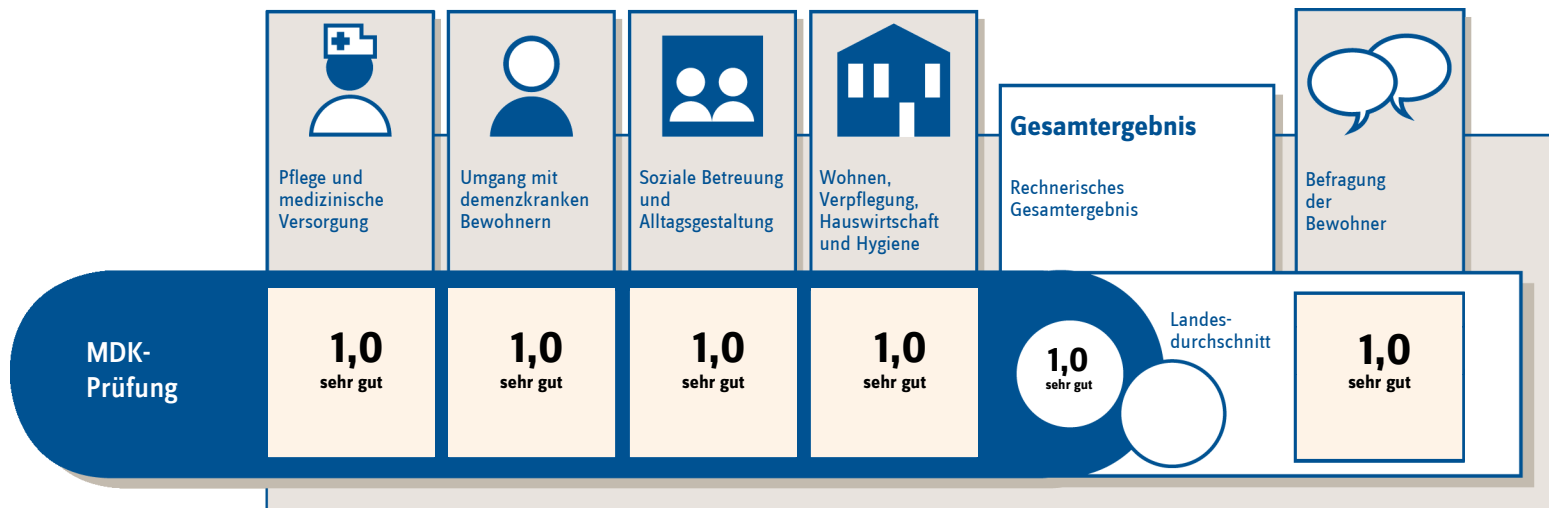 Pflege und
medizinische
Versorgung
Umgang mit
demenzkranken
Bewohnern
Soziale Betreuung
und
Alltagsgestaltung
Wohnen,
Verpflegung,
Hauswirtschaft
und Hygiene
Gesamtergebnis
Rechnerisches
Gesamtergebnis
Befragung
der
Bewohner
MDK-
Prüfung
1,0
sehr gut
1,0
sehr gut
1,0
sehr gut
1,0
sehr gut
1,0
sehr gut
Landes-
durchschnitt
1,0
sehr gut